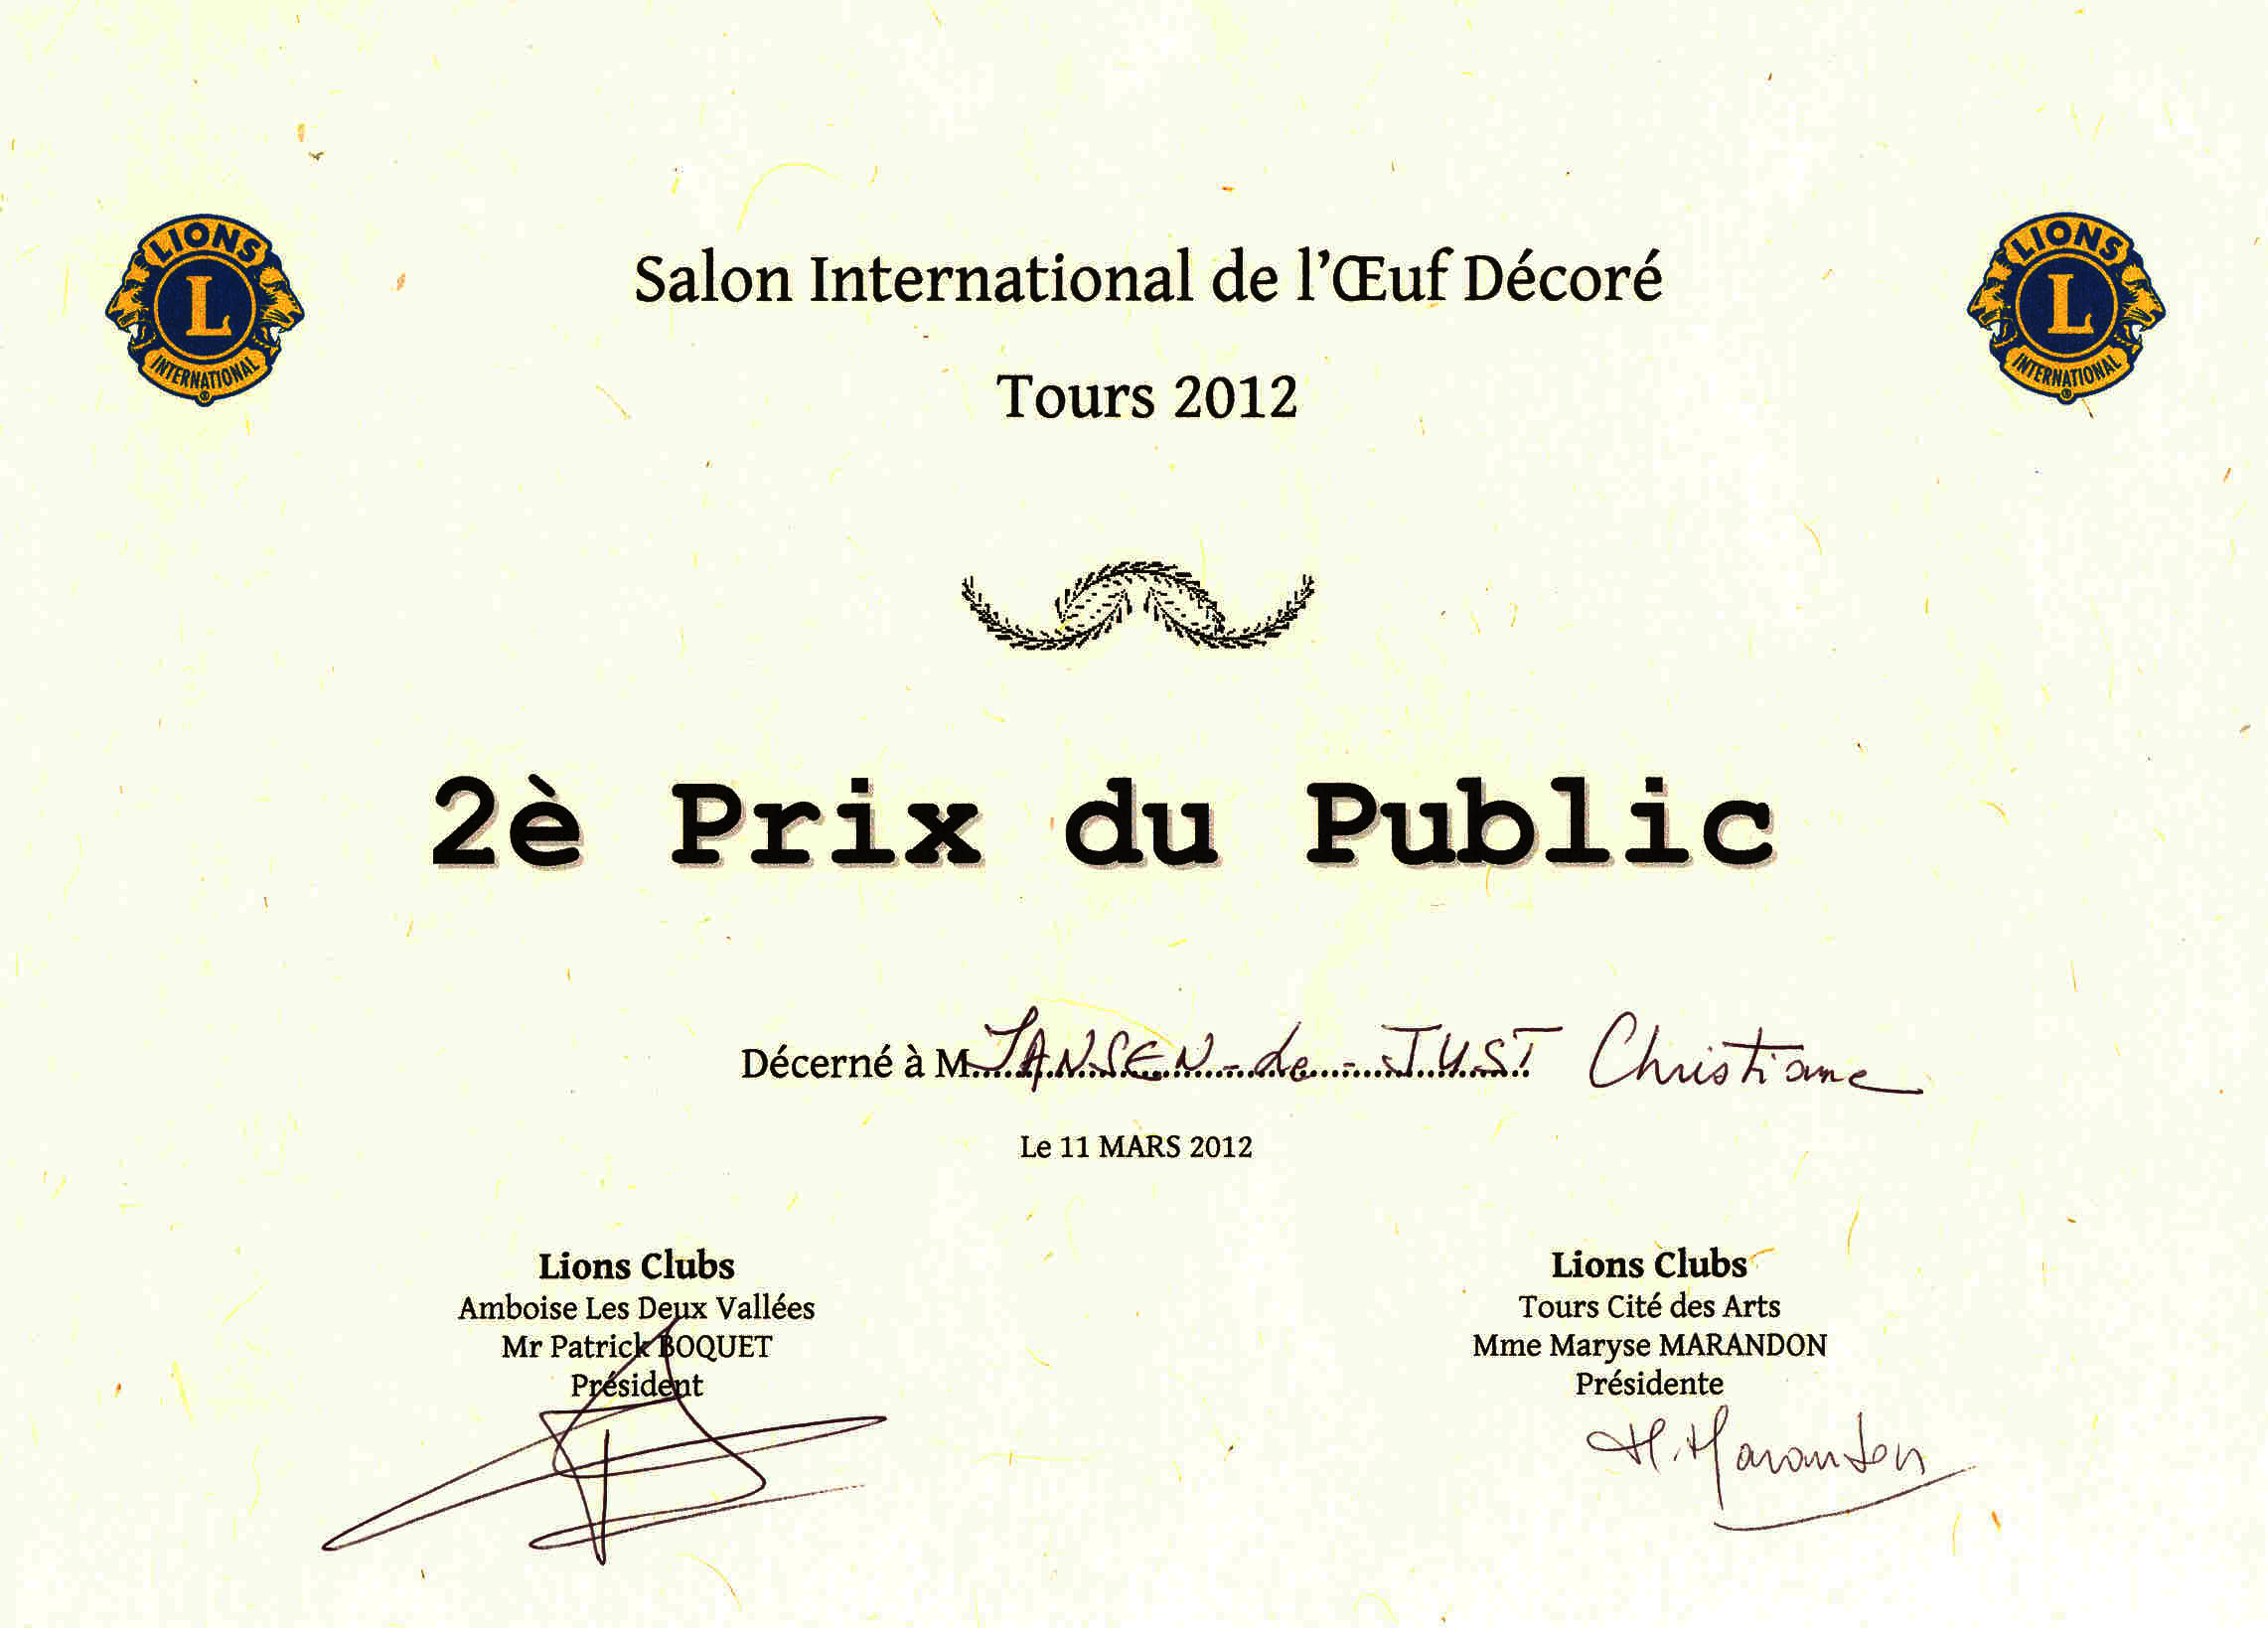 LIONS
L
INTERNATIONAL
®
LIONS
L
INTERNATIONAL
®
Salon International de l'Œuf Décoré
Tours 2012
2è Prix du Public
Décerné à M. JANSEN-de-JUST Christiane
Le 11 MARS 2012
Lions Clubs
Amboise Les Deux Vallées
Mr Patrick BOQUET
Président
Lions Clubs
Tours Cité des Arts
Mme Maryse MARANDON
Présidente
M. Marandon